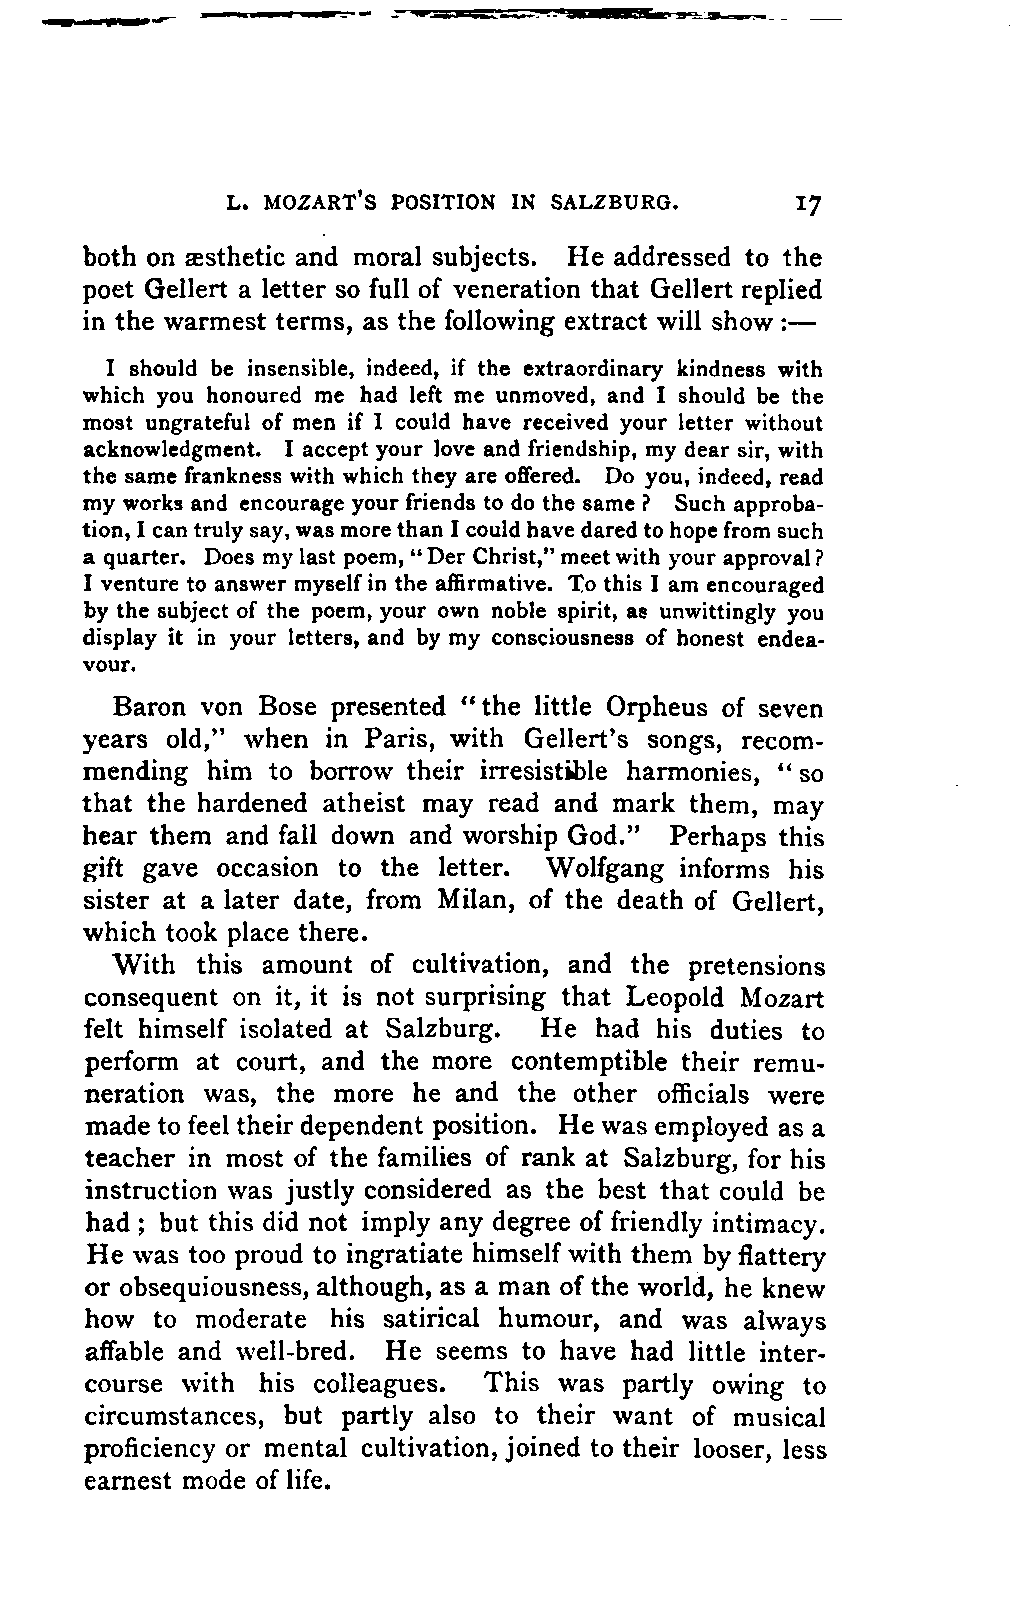 L. MOZART'S POSITION IN SALZBURG. 17
both on æsthetic and moral subjects. He addressed to the
poet Gellert a letter so full of veneration that Gellert replied
in the warmest terms, as the following extract will show :—
I should be insensible, indeed, if the extraordinary kindness with
which you honoured me had left me unmoved, and I should be the
most ungrateful of men if I could have received your letter without
acknowledgment. I accept your love and friendship, my dear sir, with
the same frankness with which they are offered. Do you, indeed, read
my works and encourage your friends to do the same ? Such approba-
tion, I can truly say, was more than I could have dared to hope from such
a quarter. Does my last poem, “Der Christ,” meet with your approval ?
I venture to answer myself in the affirmative. To this I am encouraged
by the subject of the poem, your own noble spirit, as unwittingly you
display it in your letters, and by my consciousness of honest endea-
vour.
Baron von Bose presented “the little Orpheus of seven
years old,” when in Paris, with Gellert’s songs, recom-
mending him to borrow their irresistible harmonies, “so
that the hardened atheist may read and mark them, may
hear them and fall down and worship God.” Perhaps this
gift gave occasion to the letter. Wolfgang informs his
sister at a later date, from Milan, of the death of Gellert,
which took place there.
With this amount of cultivation, and the pretensions
consequent on it, it is not surprising that Leopold Mozart
felt himself isolated at Salzburg. He had his duties to
perform at court, and the more contemptible their remu-
neration was, the more he and the other officials were
made to feel their dependent position. He was employed as a
teacher in most of the families of rank at Salzburg, for his
instruction was justly considered as the best that could be
had ; but this did not imply any degree of friendly intimacy.
He was too proud to ingratiate himself with them by flattery
or obsequiousness, although, as a man of the world, he knew
how to moderate his satirical humour, and was always
affable and well-bred. He seems to have had little inter-
course with his colleagues. This was partly owing to
circumstances, but partly also to their want of musical
proficiency or mental cultivation, joined to their looser, less
earnest mode of life.